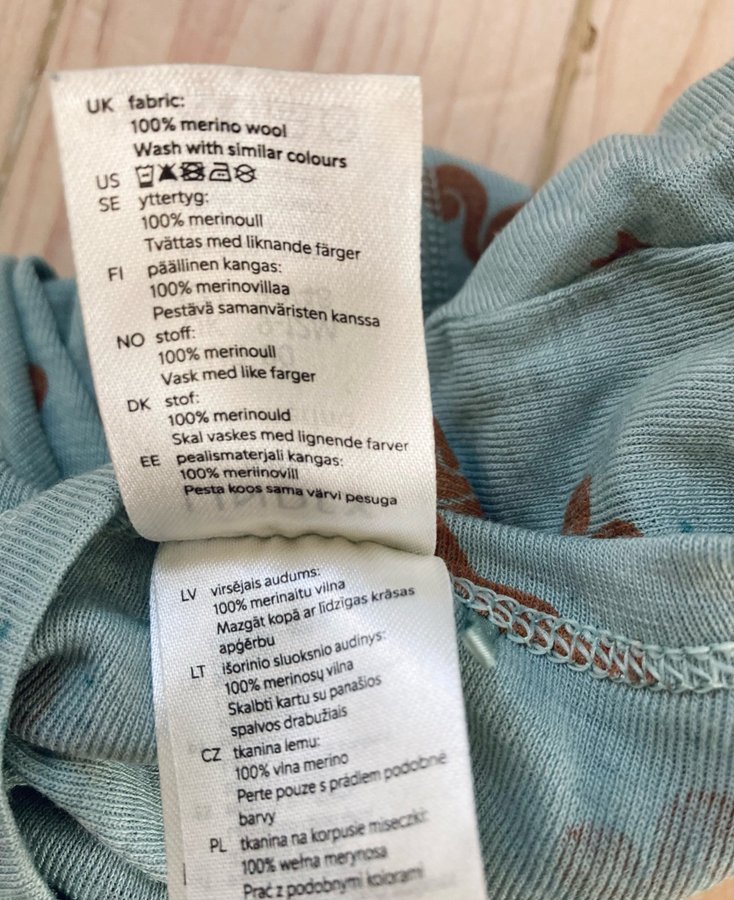 UK fabric:
100% merino wool
Wash with similar colours
US
SE yttertyg:
100% merinoull
Tvättas med liknande färger
FI päällinen kangas:
100% merinovillaa
Pestävä samanväristen kanssa
NO stoff:
100% merinoull
Vask med like farger
DK stof:
100% merinould
Skal vaskes med lignende farver
EE pealismaterjali kangas:
100% meriinovill
Pesta koos sama värvi pesuga
LV virsējais audums:
100% merinaitu vilna
Mazgāt kopā ar līdzīgas krāsas
apģērbu
LT išorinio sluoksnio audinys:
100% merinosų vilna
Skalbti kartu su panašios
spalvos drabužiais
CZ tkanina lemu:
100% vlna merino
Perte pouze s prádlem podobné
barvy
PL tkanina na korpusie miseczki:
100% wełna merynosa
Prać z podobnymi kolorami